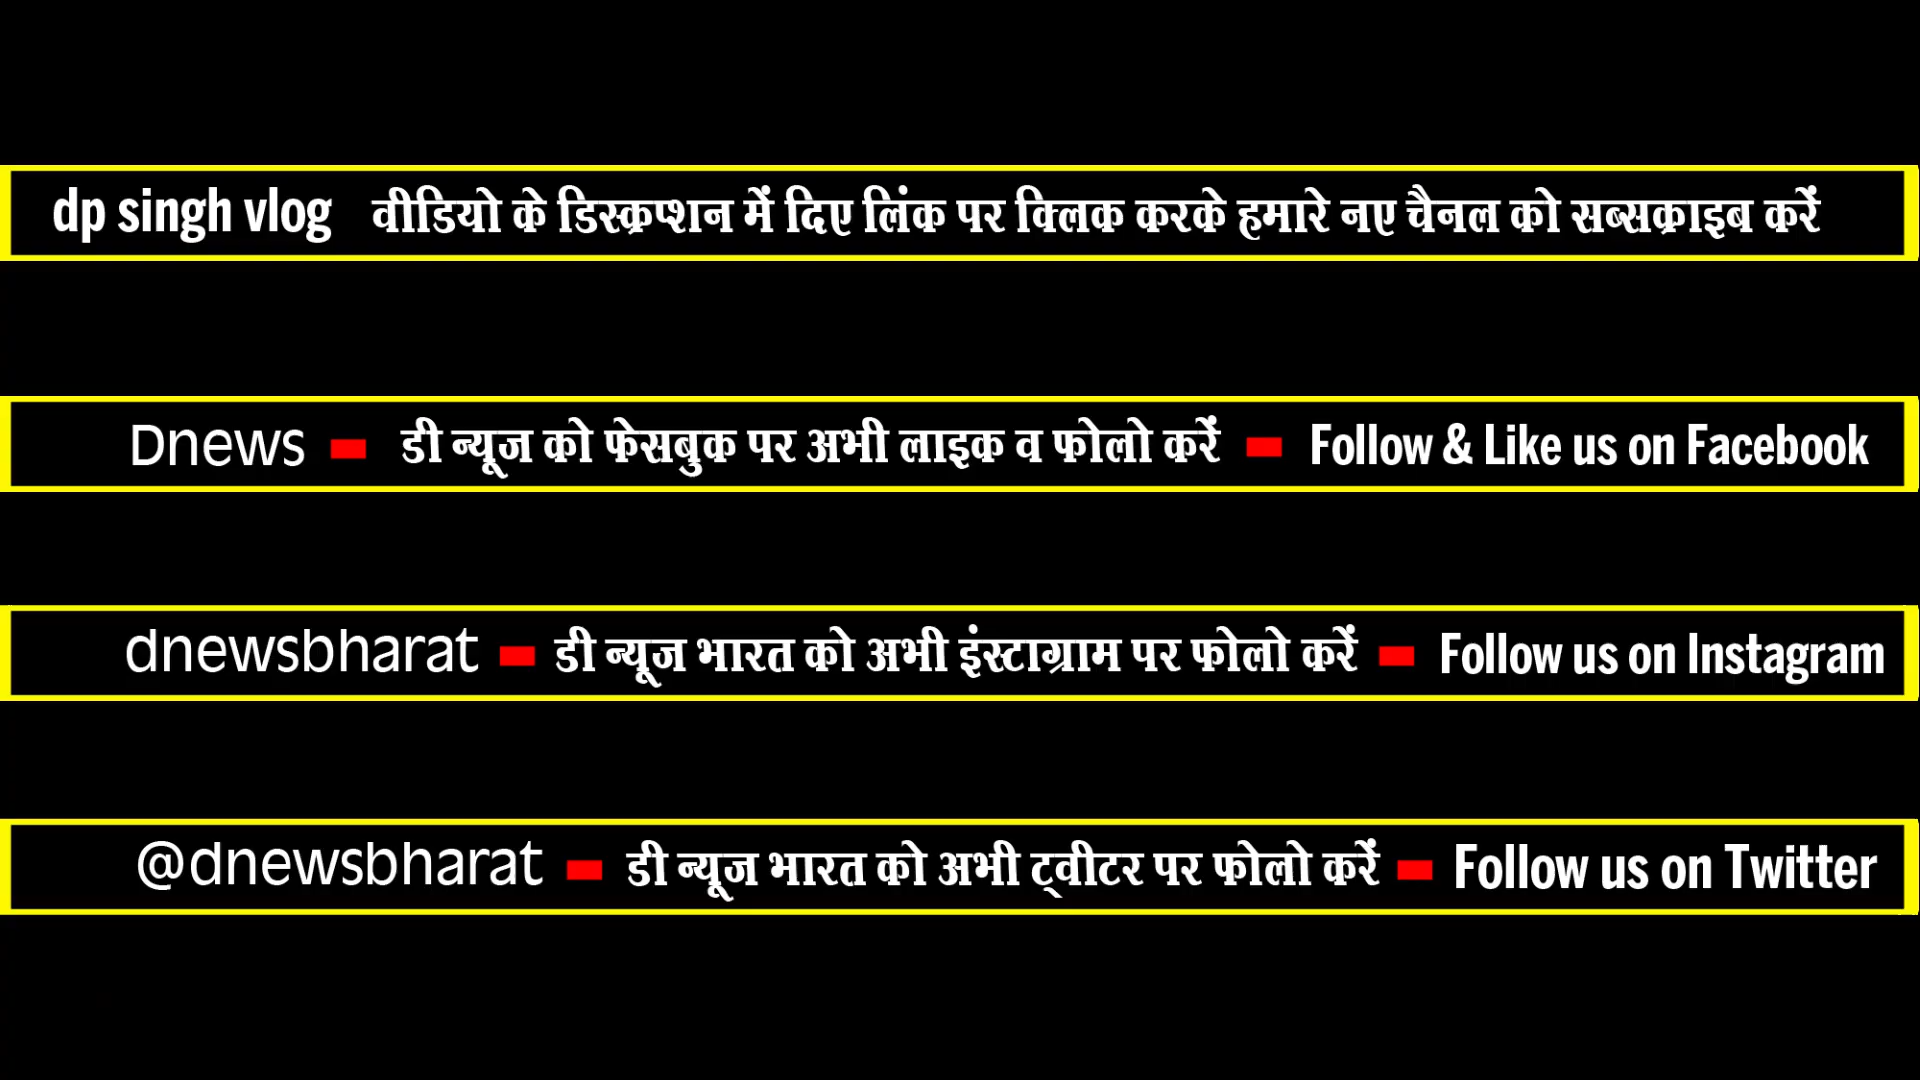 dp singh vlog वीडियो के डिस्क्रप्शन में दिए लिंक पर क्लिक करके हमारे नए चैनल को सब्सक्राइब करें
Dnews - डी न्यूज को फेसबुक पर अभी लाइक व फोलो करें - Follow & Like us on Facebook
dnewsbharat - डी न्यूज भारत को अभी इंस्टाग्राम पर फोलो करें - Follow us on Instagram
@dnewsbharat - डी न्यूज भारत को अभी ट्वीटर पर फोलो करें - Follow us on Twitter